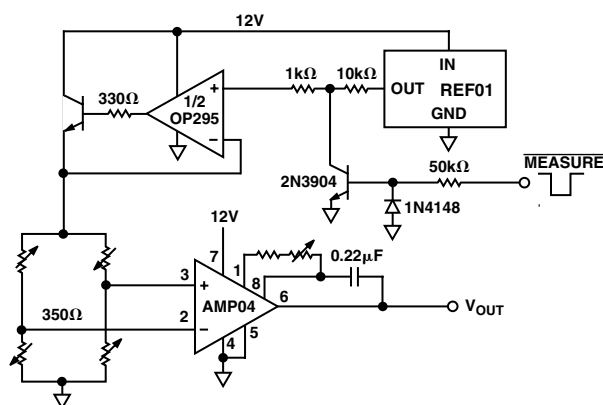 12V
IN
1kΩ
10kΩ
OUT
REF01
GND
330Ω
1/2
OP295
+
−
50kΩ
MEASURE
2N3904
1N4148
12V
7
1
8
0.22μF
3
+
AMP04
6
VOUT
350Ω
2
−
5
4